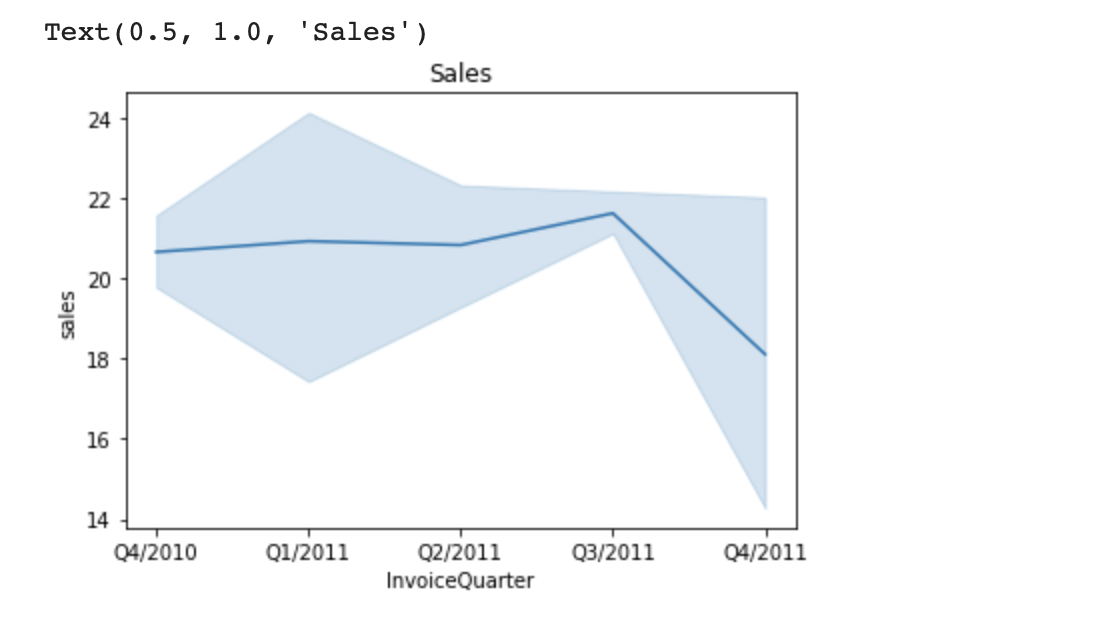 Text(0.5, 1.0, 'Sales')
Sales
24
22
20
18
16
14
sales
Q4/2010 Q1/2011 Q2/2011 Q3/2011 Q4/2011
InvoiceQuarter